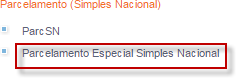 Parcelamento (Simples Nacional)
ParcSN
Parcelamento Especial Simples Nacional